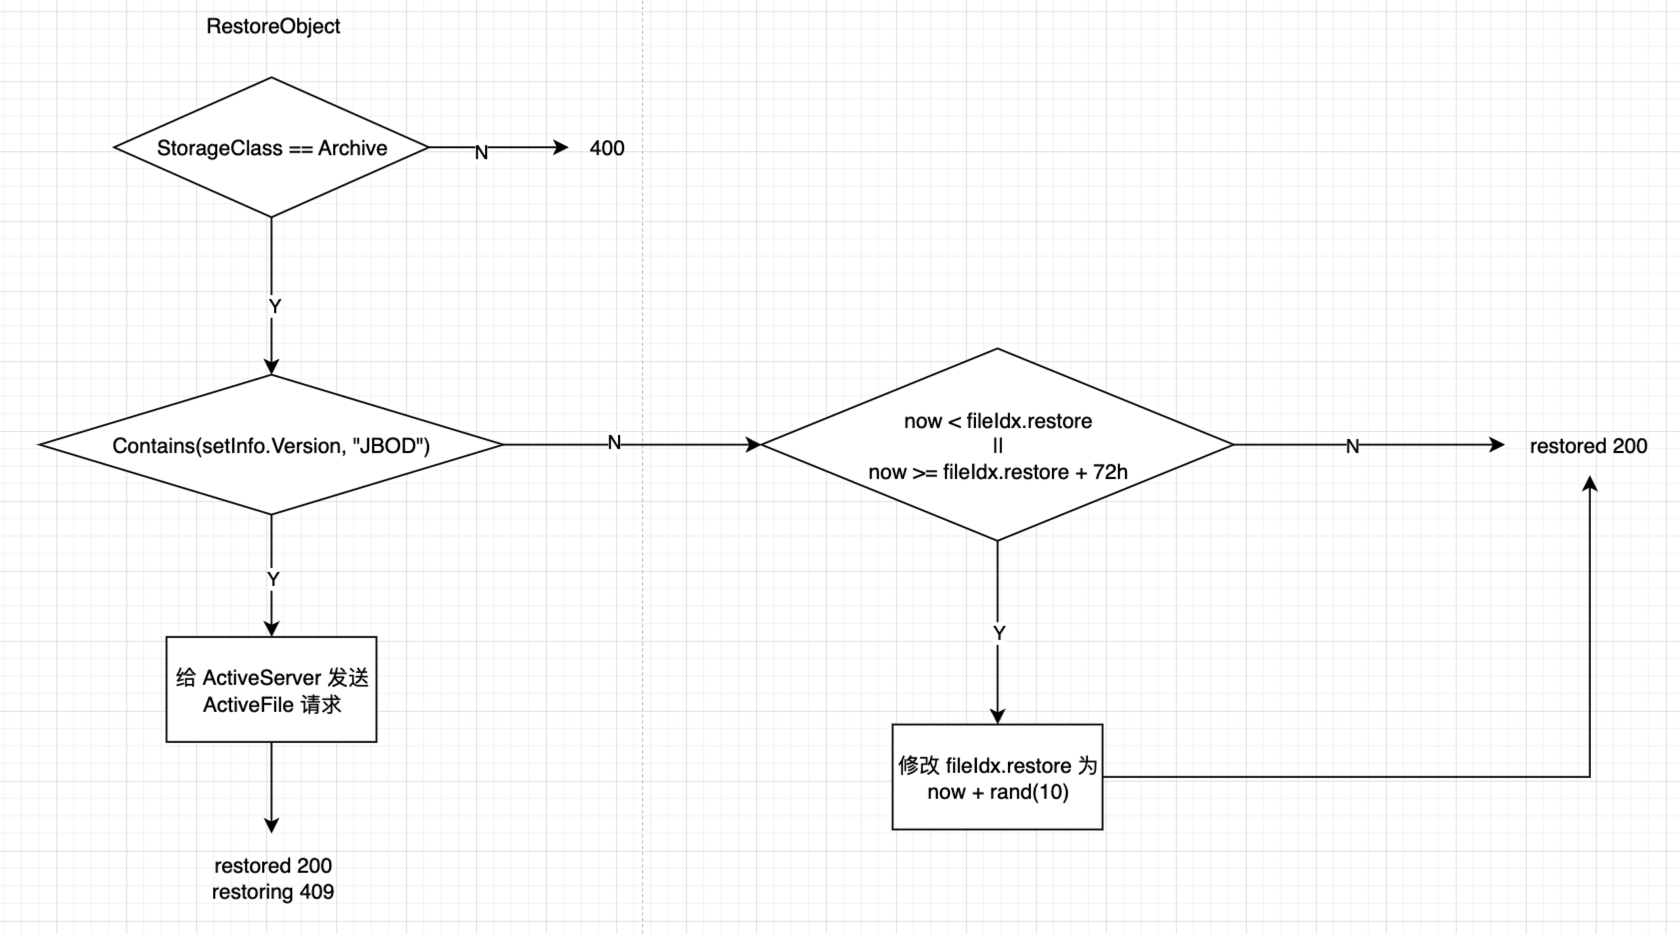 RestoreObject
StorageClass == Archive
N
400
Y
Contains(setInfo.Version, "JBOD")
N
now < fileIdx.restore
||
now >= fileIdx.restore + 72h
N
restored 200
Y
给 ActiveServer 发送
ActiveFile 请求
Y
修改 fileIdx.restore 为
now + rand(10)
restored 200
restoring 409